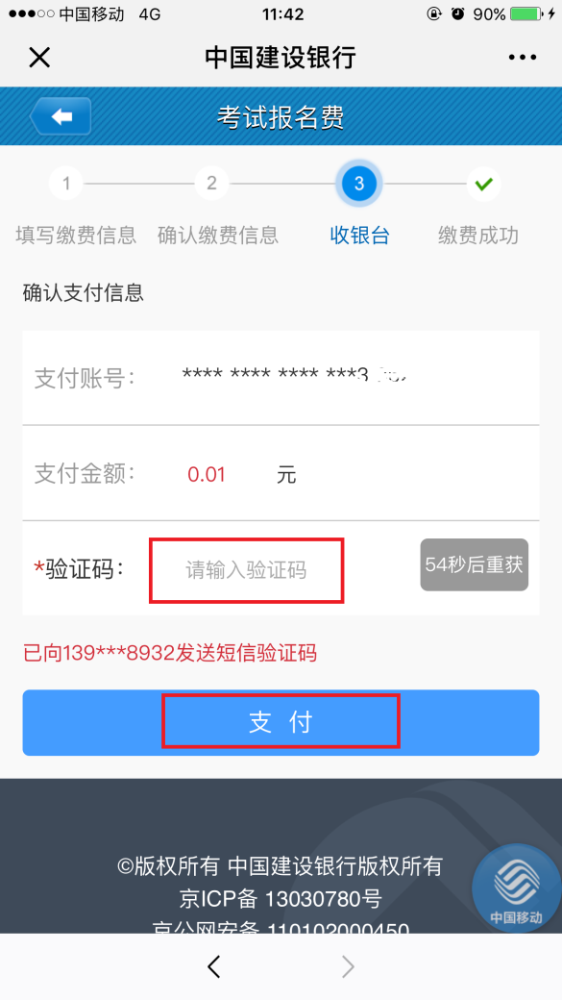 中国移动 4G 11:42 90%
中国建设银行
考试报名费
1 2 3
填写缴费信息 确认缴费信息 收银台 缴费成功
确认支付信息
支付账号： **** **** **** ***3
支付金额： 0.01 元
*验证码： 请输入验证码 54秒后重获
已向139***8932发送短信验证码
支 付
©版权所有 中国建设银行版权所有
京ICP备 13030780号
京公网安备 110102000450
中国移动